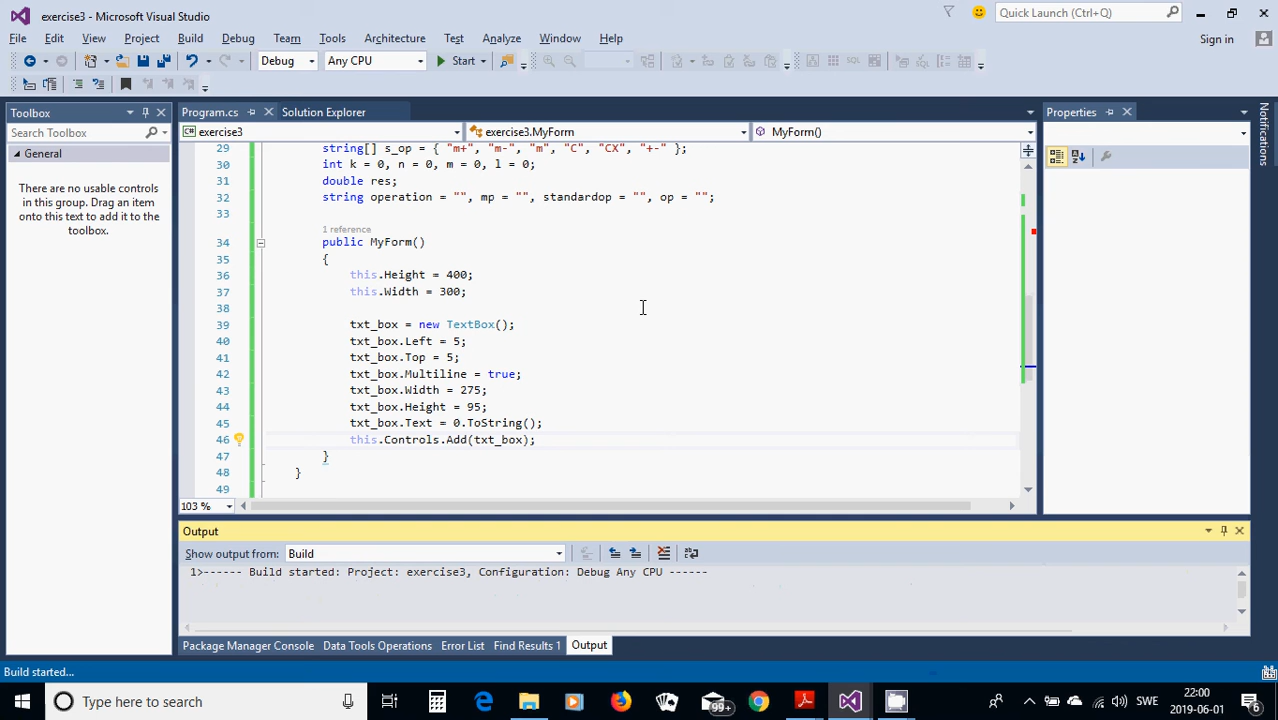 exercise3 - Microsoft Visual Studio
Quick Launch (Ctrl+Q)
File Edit View Project Build Debug Team Tools Architecture Test Analyze Window Help
Sign in
Debug Any CPU Start
Toolbox
Program.cs
Solution Explorer
Properties
Notifications
Search Toolbox
exercise3
exercise3.MyForm
MyForm()
General
There are no usable controls
in this group. Drag an item
onto this text to add it to the
toolbox.
29 string[] s_op = { "m+", "m-", "m", "C", "CX", "+-" };
30 int k = 0, n = 0, m = 0, l = 0;
31 double res;
32 string operation = "", mp = "", standardop = "", op = "";
33
1 reference
34 public MyForm()
35 {
36 this.Height = 400;
37 this.Width = 300;
38
39 txt_box = new TextBox();
40 txt_box.Left = 5;
41 txt_box.Top = 5;
42 txt_box.Multiline = true;
43 txt_box.Width = 275;
44 txt_box.Height = 95;
45 txt_box.Text = 0.ToString();
46 this.Controls.Add(txt_box);
47 }
48 }
49
103 %
Output
Show output from: Build
1>------ Build started: Project: exercise3, Configuration: Debug Any CPU ------
Package Manager Console Data Tools Operations Error List Find Results 1 Output
Build started...
Type here to search
99+
SWE
22:00
2019-06-01
6